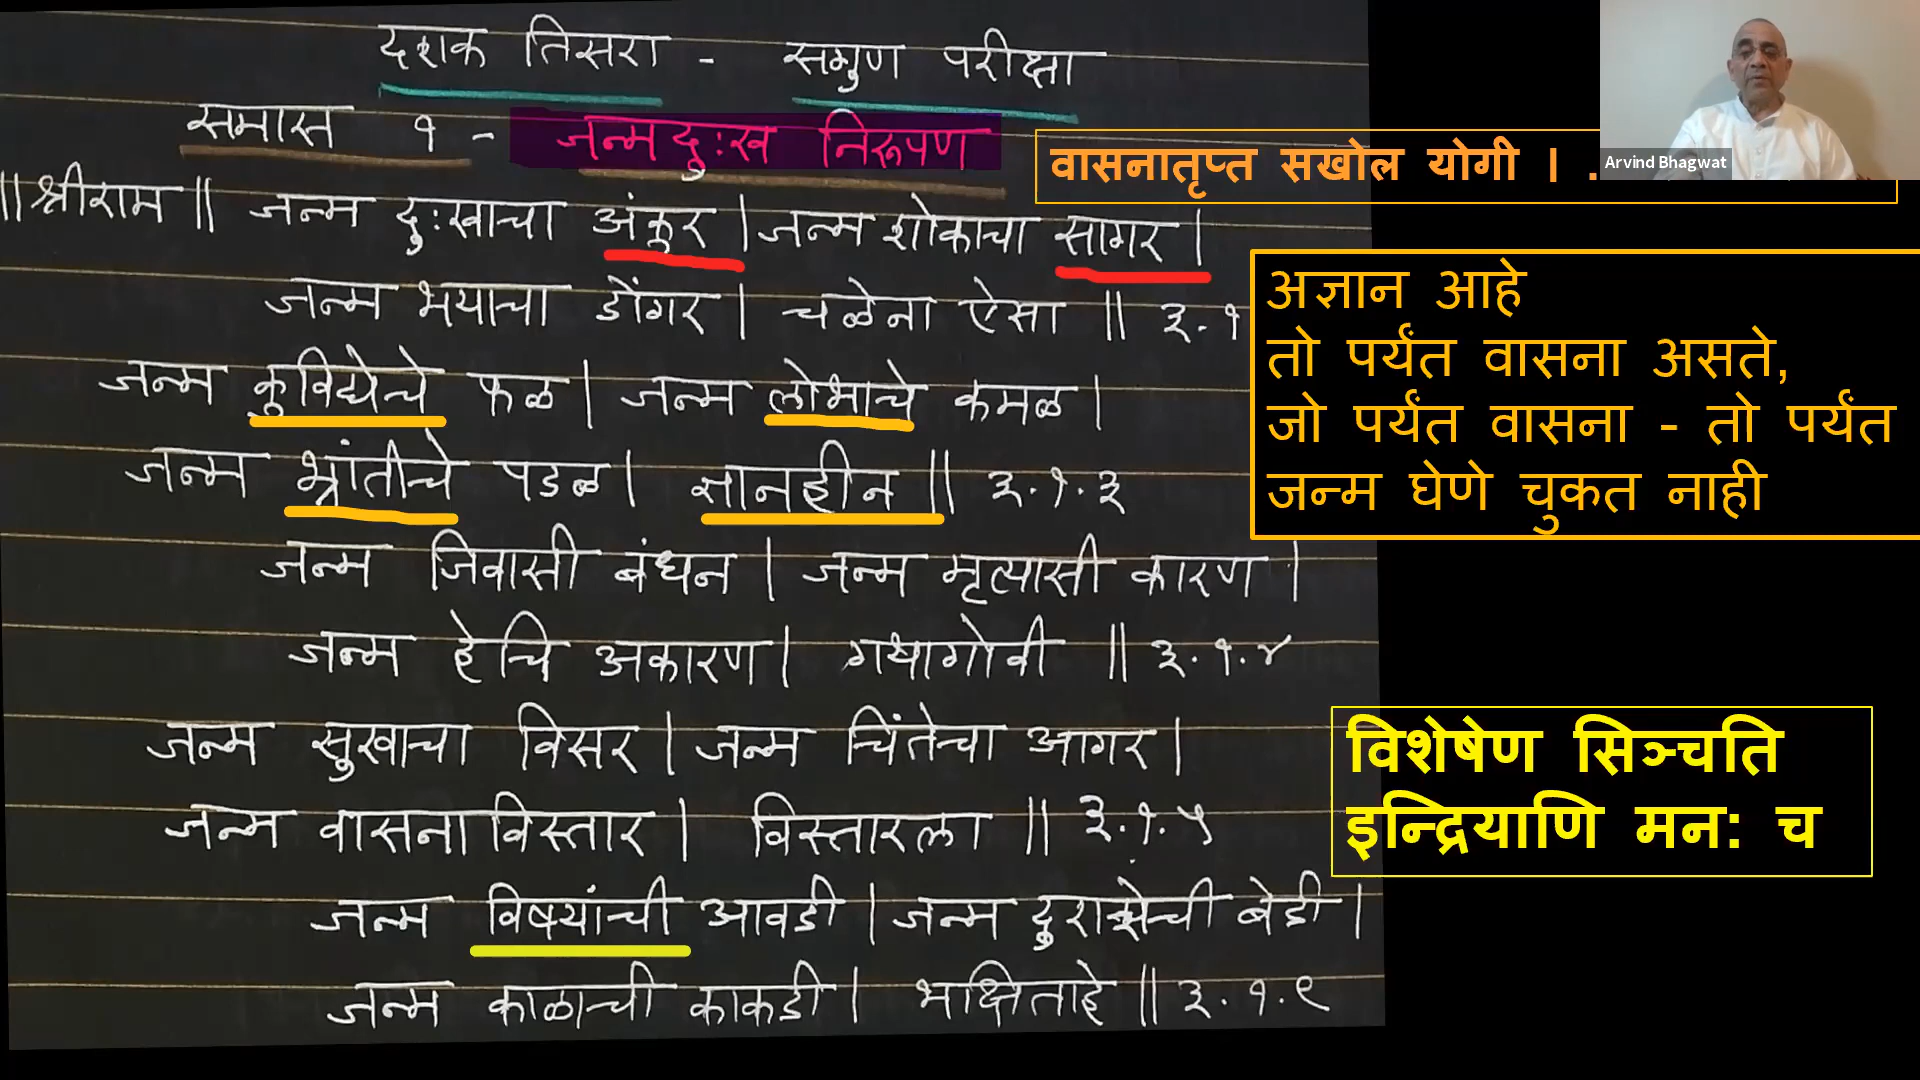 दशक तिसरा - सगुण परीक्षा
समास १ - जन्मदुःख निरूपण
॥श्रीराम॥ जन्म दुःखाचा अंकुर | जन्म शोकाचा सागर |
जन्म भयाचा डोंगर | चळेना ऐसा || ३.१
जन्म कुविद्येचे फळ | जन्म लोभाचे कमळ |
जन्म भ्रांतीचे पडळ | ज्ञानहीन || ३.१.३
जन्म जिवासी बंधन | जन्म मृत्यासी कारण |
जन्म हेचि अकारण | गथागोवी || ३.१.४
जन्म सुखाचा विसर | जन्म चिंतेचा आगर |
जन्म वासनाविस्तार | विस्तारला || ३.१.५
जन्म विषयांची आवडी | जन्म दुराशेची बेडी |
जन्म काळाची काकडी | भक्षिताहे || ३.१.९
वासनातृप्त सखोल योगी | .
Arvind Bhagwat
अज्ञान आहे
तो पर्यंत वासना असते,
जो पर्यंत वासना - तो पर्यंत
जन्म घेणे चुकत नाही
विशेषेण सिञ्चति
इन्द्रियाणि मन: च